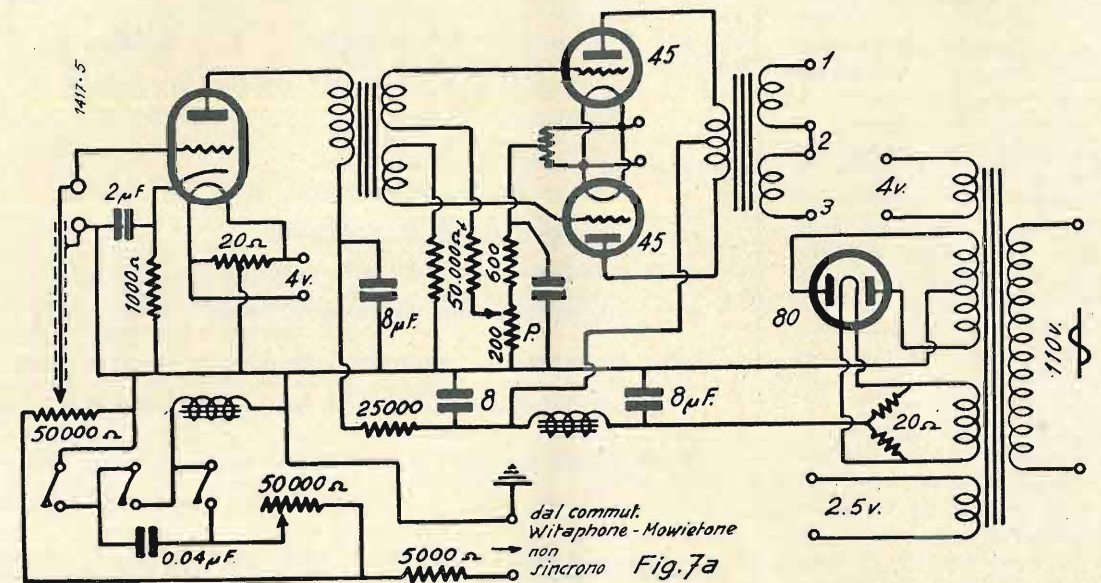 1417-5
2µF.
1000Ω
20Ω
4v.
8µF.
50.000Ω
600
200
P.
45
45
1
2
3
4v.
80
110v.
20Ω
2.5v.
50000Ω
25000
8
8µF.
50000Ω
0.04µF.
5000Ω
dal commut.
Witaphone - Mowietone
non
sincrono
Fig.7a